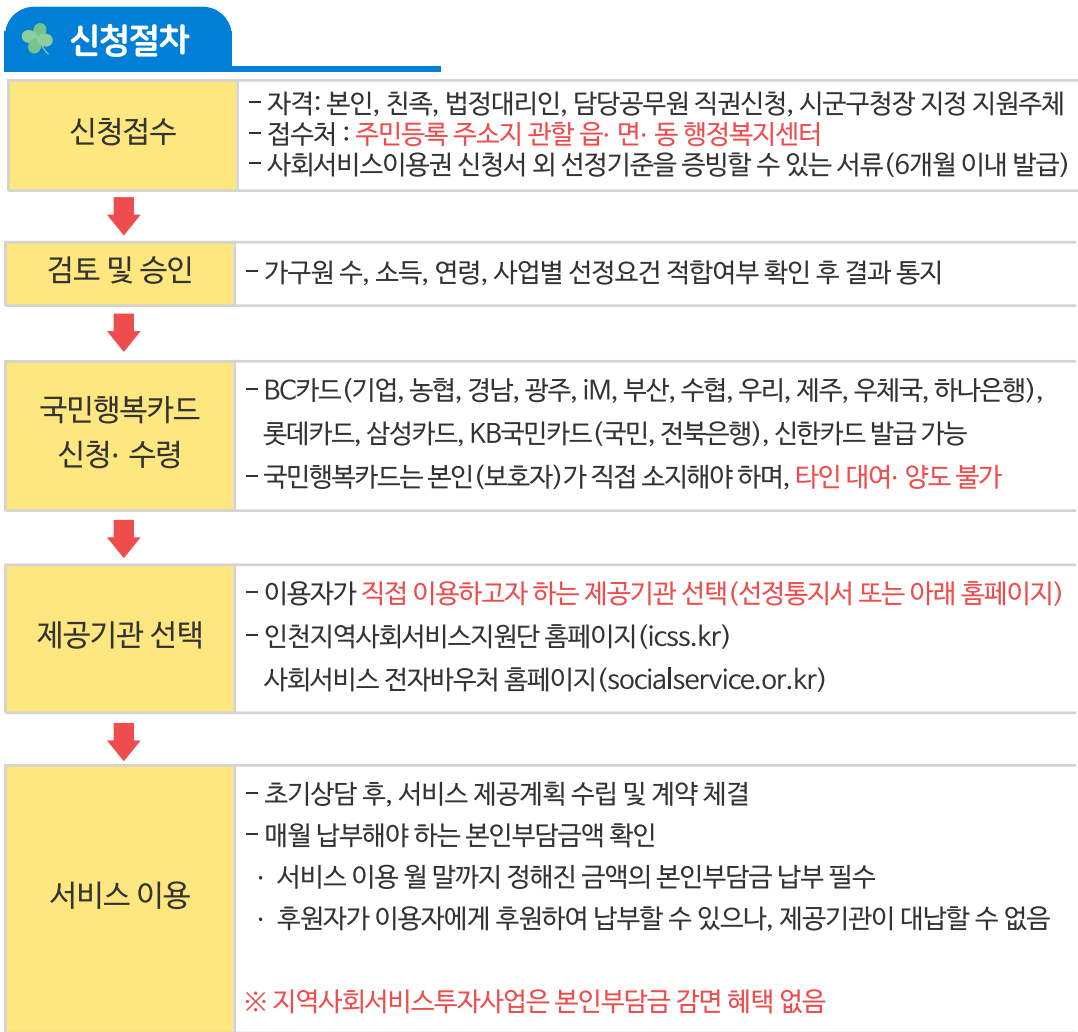 신청절차
신청접수
- 자격: 본인, 친족, 법정대리인, 담당공무원 직권신청, 시군구청장 지정 지원주체
- 접수처 : 주민등록 주소지 관할 읍· 면· 동 행정복지센터
- 사회서비스이용권 신청서 외 선정기준을 증빙할 수 있는 서류(6개월 이내 발급)
검토 및 승인
- 가구원 수, 소득, 연령, 사업별 선정요건 적합여부 확인 후 결과 통지
국민행복카드
신청· 수령
- BC카드(기업, 농협, 경남, 광주, iM, 부산, 수협, 우리, 제주, 우체국, 하나은행),
롯데카드, 삼성카드, KB국민카드(국민, 전북은행), 신한카드 발급 가능
- 국민행복카드는 본인(보호자)가 직접 소지해야 하며, 타인 대여· 양도 불가
제공기관 선택
- 이용자가 직접 이용하고자 하는 제공기관 선택(선정통지서 또는 아래 홈페이지)
- 인천지역사회서비스지원단 홈페이지(icss.kr)
사회서비스 전자바우처 홈페이지(socialservice.or.kr)
서비스 이용
- 초기상담 후, 서비스 제공계획 수립 및 계약 체결
- 매월 납부해야 하는 본인부담금액 확인
· 서비스 이용 월 말까지 정해진 금액의 본인부담금 납부 필수
· 후원자가 이용자에게 후원하여 납부할 수 있으나, 제공기관이 대납할 수 없음
※ 지역사회서비스투자사업은 본인부담금 감면 혜택 없음